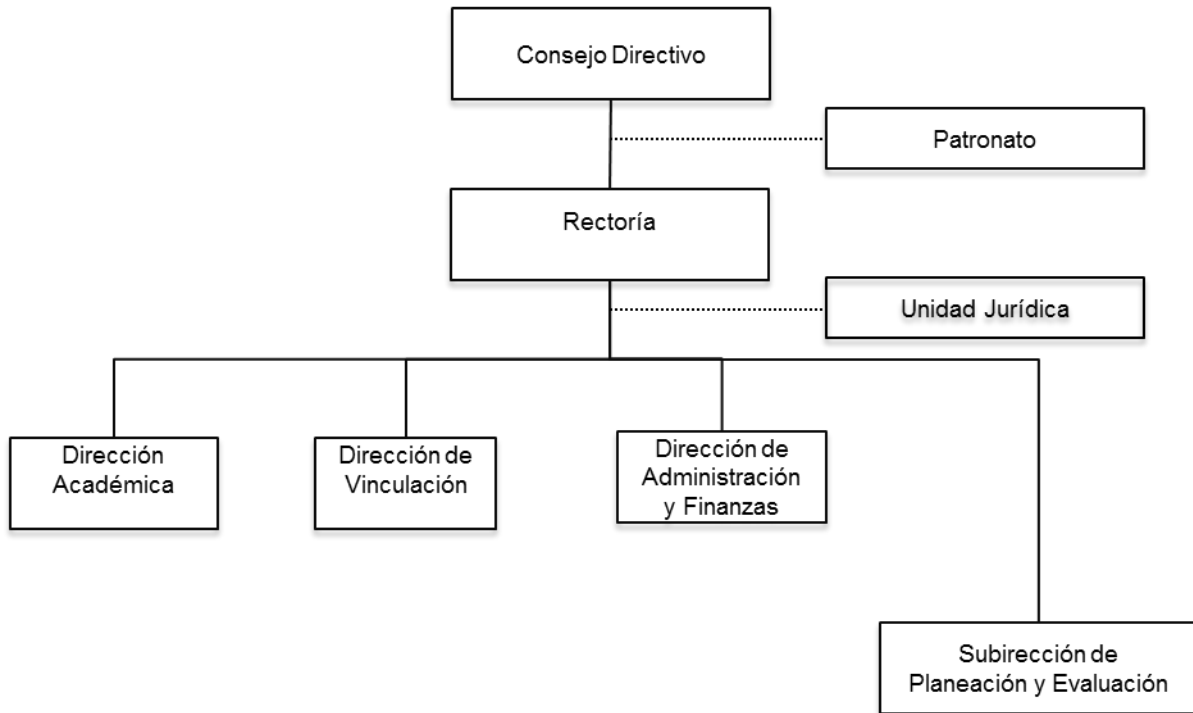 Consejo Directivo
Patronato
Rectoría
Unidad Jurídica
Dirección
Académica
Dirección de
Vinculación
Dirección de
Administración
y Finanzas
Subirección de
Planeación y Evaluación